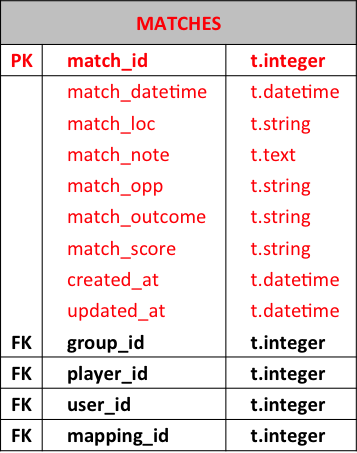 MATCHES
PK match_id t.integer
match_datetime t.datetime
match_loc t.string
match_note t.text
match_opp t.string
match_outcome t.string
match_score t.string
created_at t.datetime
updated_at t.datetime
FK group_id t.integer
FK player_id t.integer
FK user_id t.integer
FK mapping_id t.integer